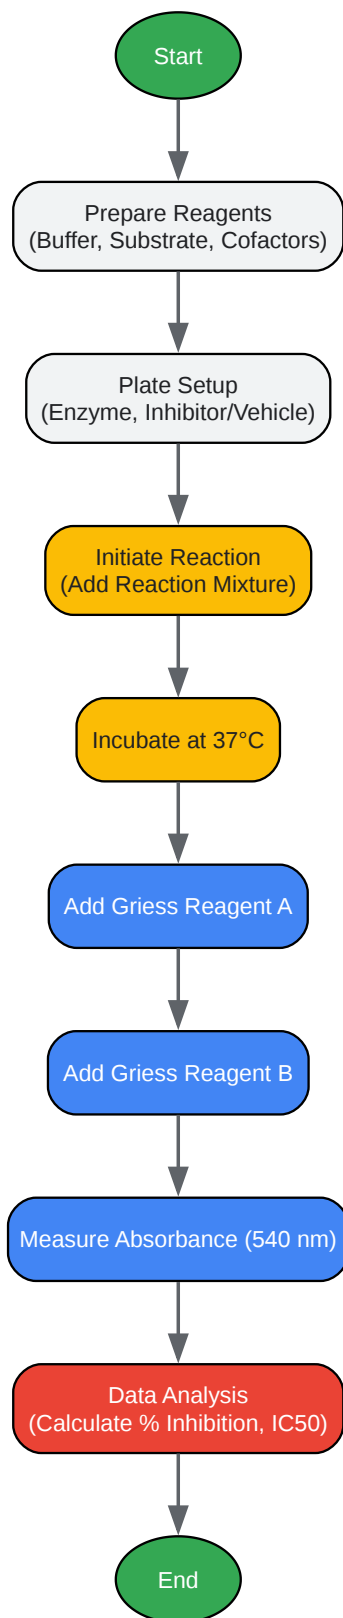 Start
Prepare Reagents
(Buffer, Substrate, Cofactors)
Plate Setup
(Enzyme, Inhibitor/Vehicle)
Initiate Reaction
(Add Reaction Mixture)
Incubate at 37°C
Add Griess Reagent A
Add Griess Reagent B
Measure Absorbance (540 nm)
Data Analysis
(Calculate % Inhibition, IC50)
End